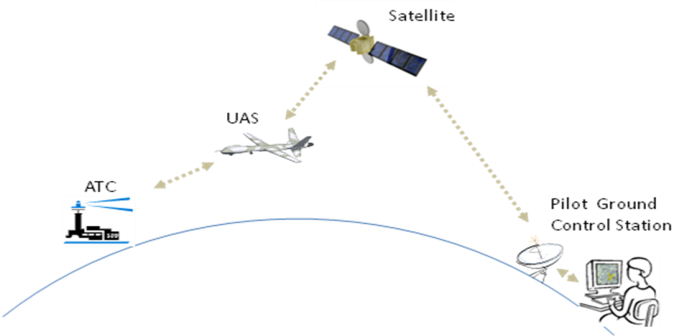 Satellite
UAS
ATC
Pilot Ground
Control Station